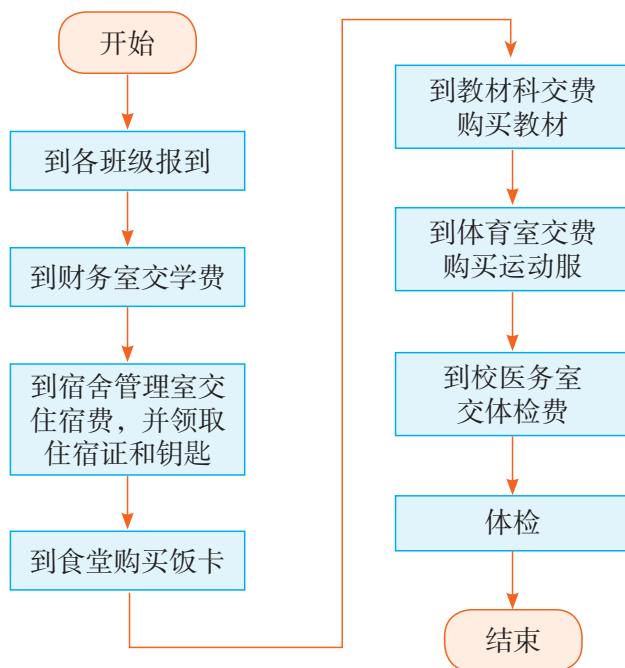 开始
到各班级报到
到财务室交学费
到宿舍管理室交
住宿费，并领取
住宿证和钥匙
到食堂购买饭卡
到教材科交费
购买教材
到体育室交费
购买运动服
到校医务室
交体检费
体检
结束